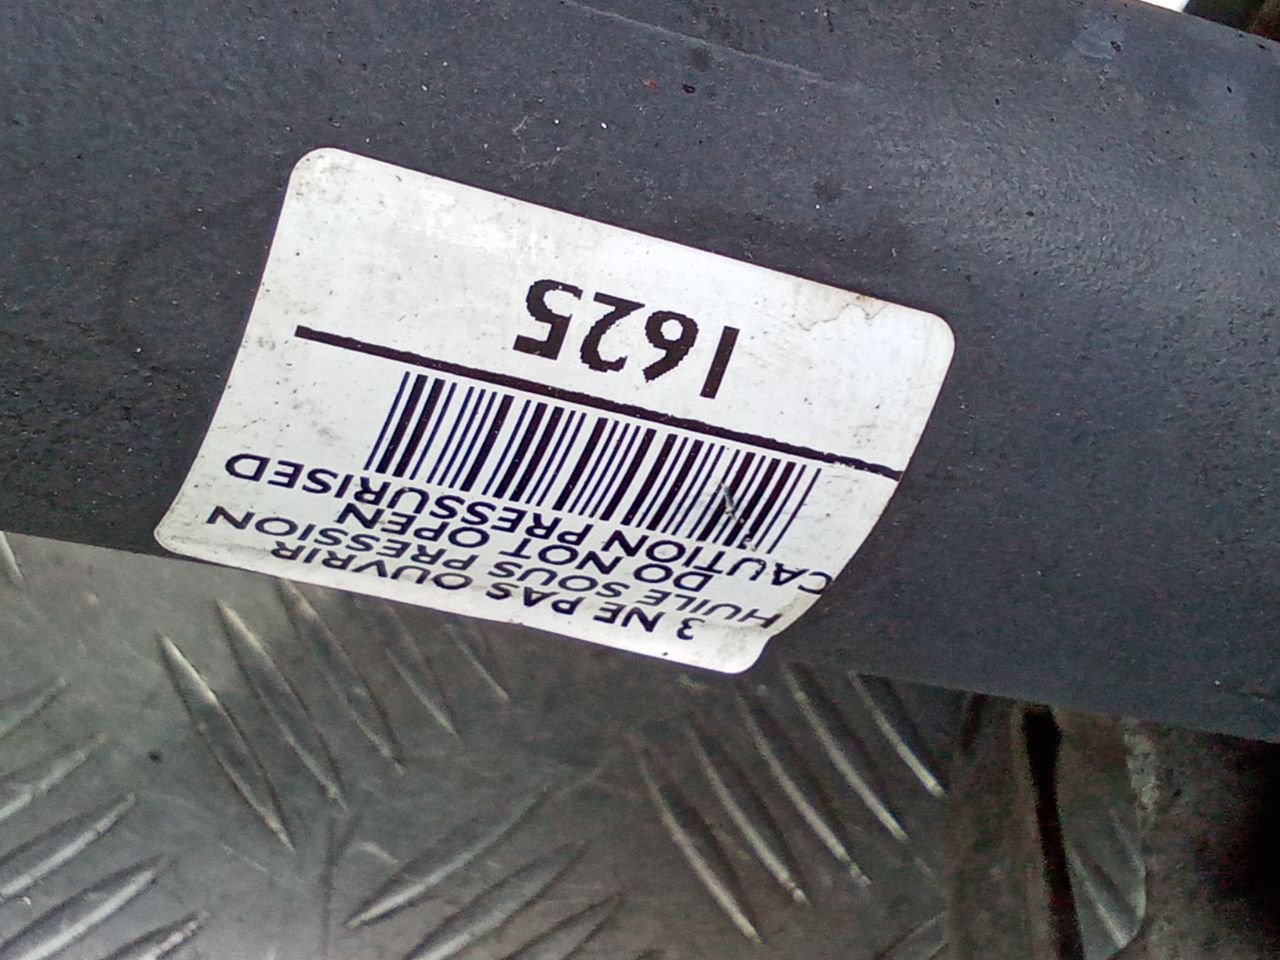 NE PAS OUVRIR
HUILE SOUS PRESSION
DO NOT OPEN
CAUTION PRESSURISED
1625